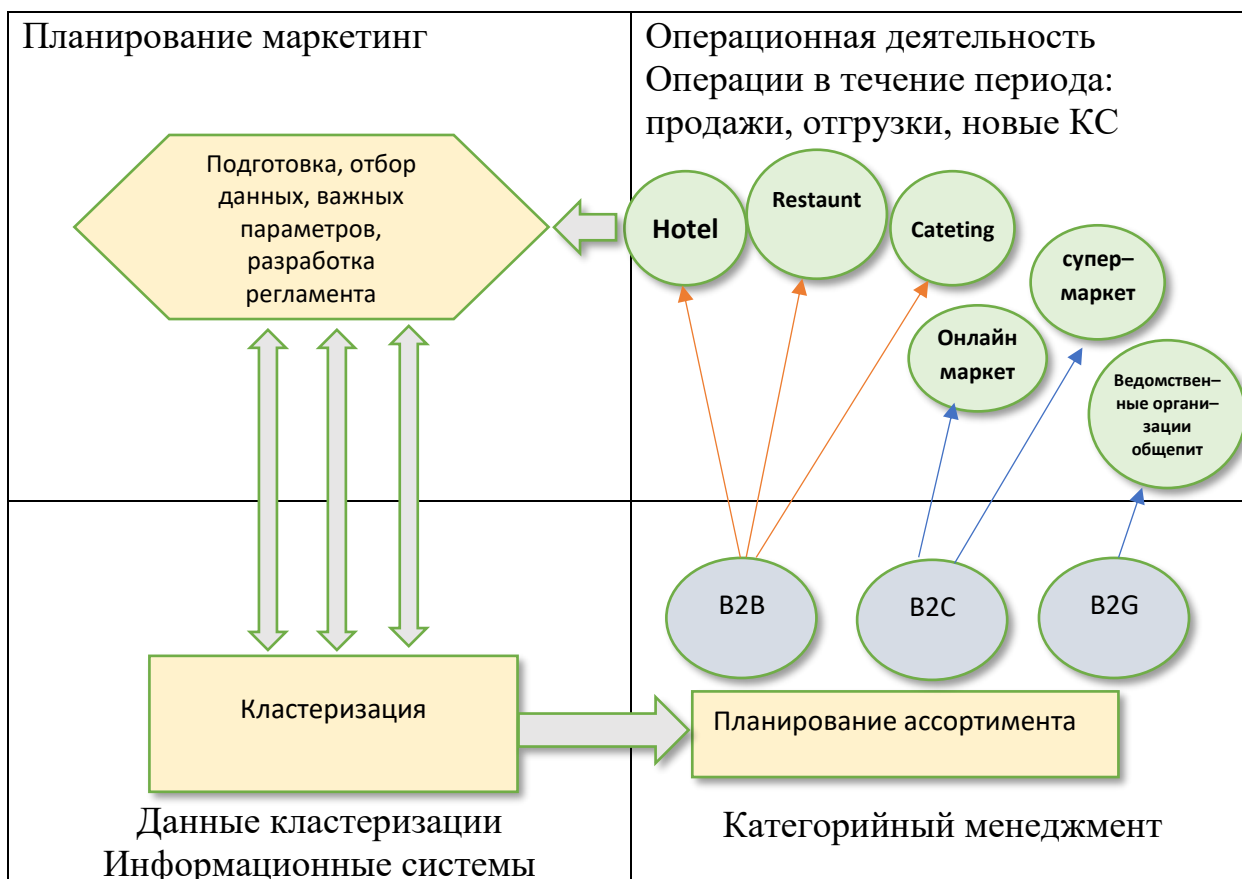 Планирование маркетинг
Подготовка, отбор
данных, важных
параметров,
разработка
регламента
Операционная деятельность
Операции в течение периода:
продажи, отгрузки, новые КС
Hotel
Restaunt
Cateting
супер–
маркет
Онлайн
маркет
Ведомствен–
ные органи–
зации
общепит
Кластеризация
Данные кластеризации
Информационные системы
B2B
B2C
B2G
Планирование ассортимента
Категорийный менеджмент